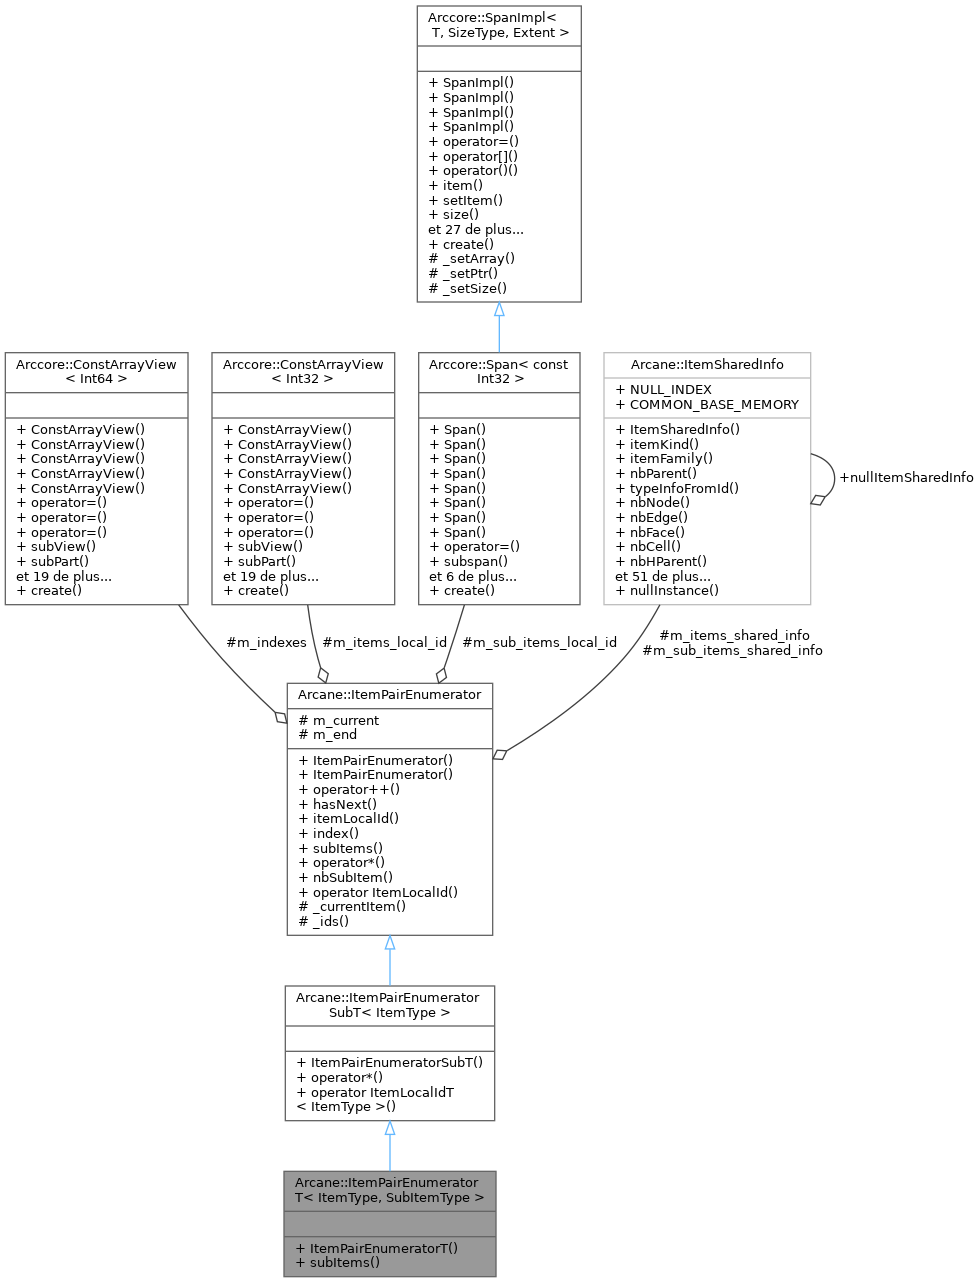 Arccore::SpanImpl<
T, SizeType, Extent >
+ SpanImpl()
+ SpanImpl()
+ SpanImpl()
+ SpanImpl()
+ operator=()
+ operator[]()
+ operator()()
+ item()
+ setItem()
+ size()
et 27 de plus...
+ create()
# _setArray()
# _setPtr()
# _setSize()
Arccore::ConstArrayView
< Int64 >
+ ConstArrayView()
+ ConstArrayView()
+ ConstArrayView()
+ ConstArrayView()
+ ConstArrayView()
+ operator=()
+ operator=()
+ operator=()
+ subView()
+ subPart()
et 19 de plus...
+ create()
Arccore::ConstArrayView
< Int32 >
+ ConstArrayView()
+ ConstArrayView()
+ ConstArrayView()
+ ConstArrayView()
+ ConstArrayView()
+ operator=()
+ operator=()
+ operator=()
+ subView()
+ subPart()
et 19 de plus...
+ create()
Arccore::Span< const
Int32 >
+ Span()
+ Span()
+ Span()
+ Span()
+ Span()
+ Span()
+ Span()
+ Span()
+ operator=()
+ subspan()
et 6 de plus...
+ create()
Arcane::ItemSharedInfo
+ NULL_INDEX
+ COMMON_BASE_MEMORY
+ ItemSharedInfo()
+ itemKind()
+ itemFamily()
+ nbParent()
+ typeInfoFromId()
+ nbNode()
+ nbEdge()
+ nbFace()
+ nbCell()
+ nbHParent()
et 51 de plus...
+ nullInstance()
+nullItemSharedInfo
#m_indexes
#m_items_local_id
#m_sub_items_local_id
#m_items_shared_info
#m_sub_items_shared_info
Arcane::ItemPairEnumerator
# m_current
# m_end
+ ItemPairEnumerator()
+ ItemPairEnumerator()
+ operator++()
+ hasNext()
+ itemLocalId()
+ index()
+ subItems()
+ operator*()
+ nbSubItem()
+ operator ItemLocalId()
# _currentItem()
# _ids()
Arcane::ItemPairEnumerator
SubT< ItemType >
+ ItemPairEnumeratorSubT()
+ operator*()
+ operator ItemLocalIdT
< ItemType >()
Arcane::ItemPairEnumerator
T< ItemType, SubItemType >
+ ItemPairEnumeratorT()
+ subItems()